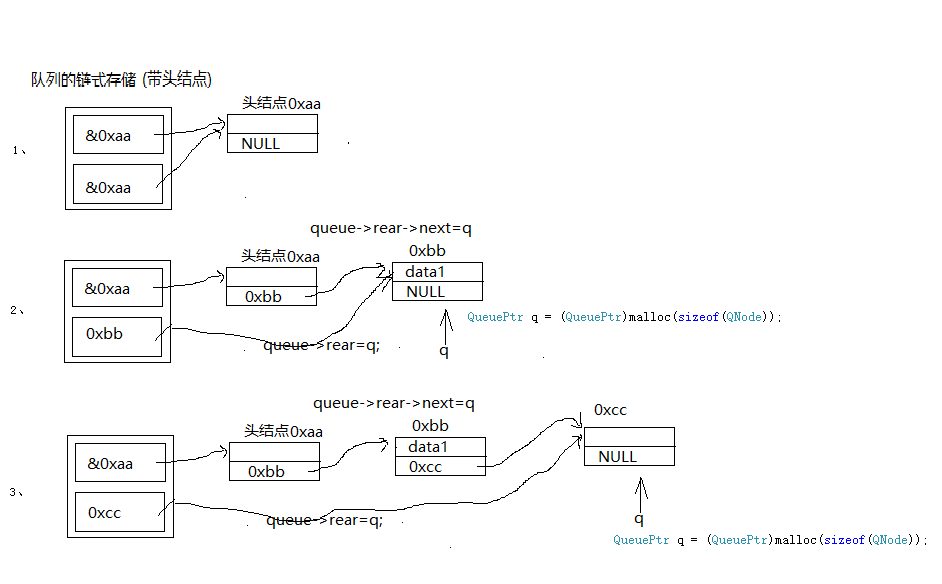 队列的链式存储 (带头结点)
头结点0xaa
1、
&0xaa
NULL
&0xaa
queue->rear->next=q
头结点0xaa
0xbb
2、
&0xaa
data1
0xbb
NULL
0xbb
QueuePtr q = (QueuePtr)malloc(sizeof(QNode));
queue->rear=q;
q
queue->rear->next=q
0xcc
头结点0xaa
0xbb
3、
&0xaa
data1
0xbb
0xcc
NULL
0xcc
queue->rear=q;
q
QueuePtr q = (QueuePtr)malloc(sizeof(QNode));